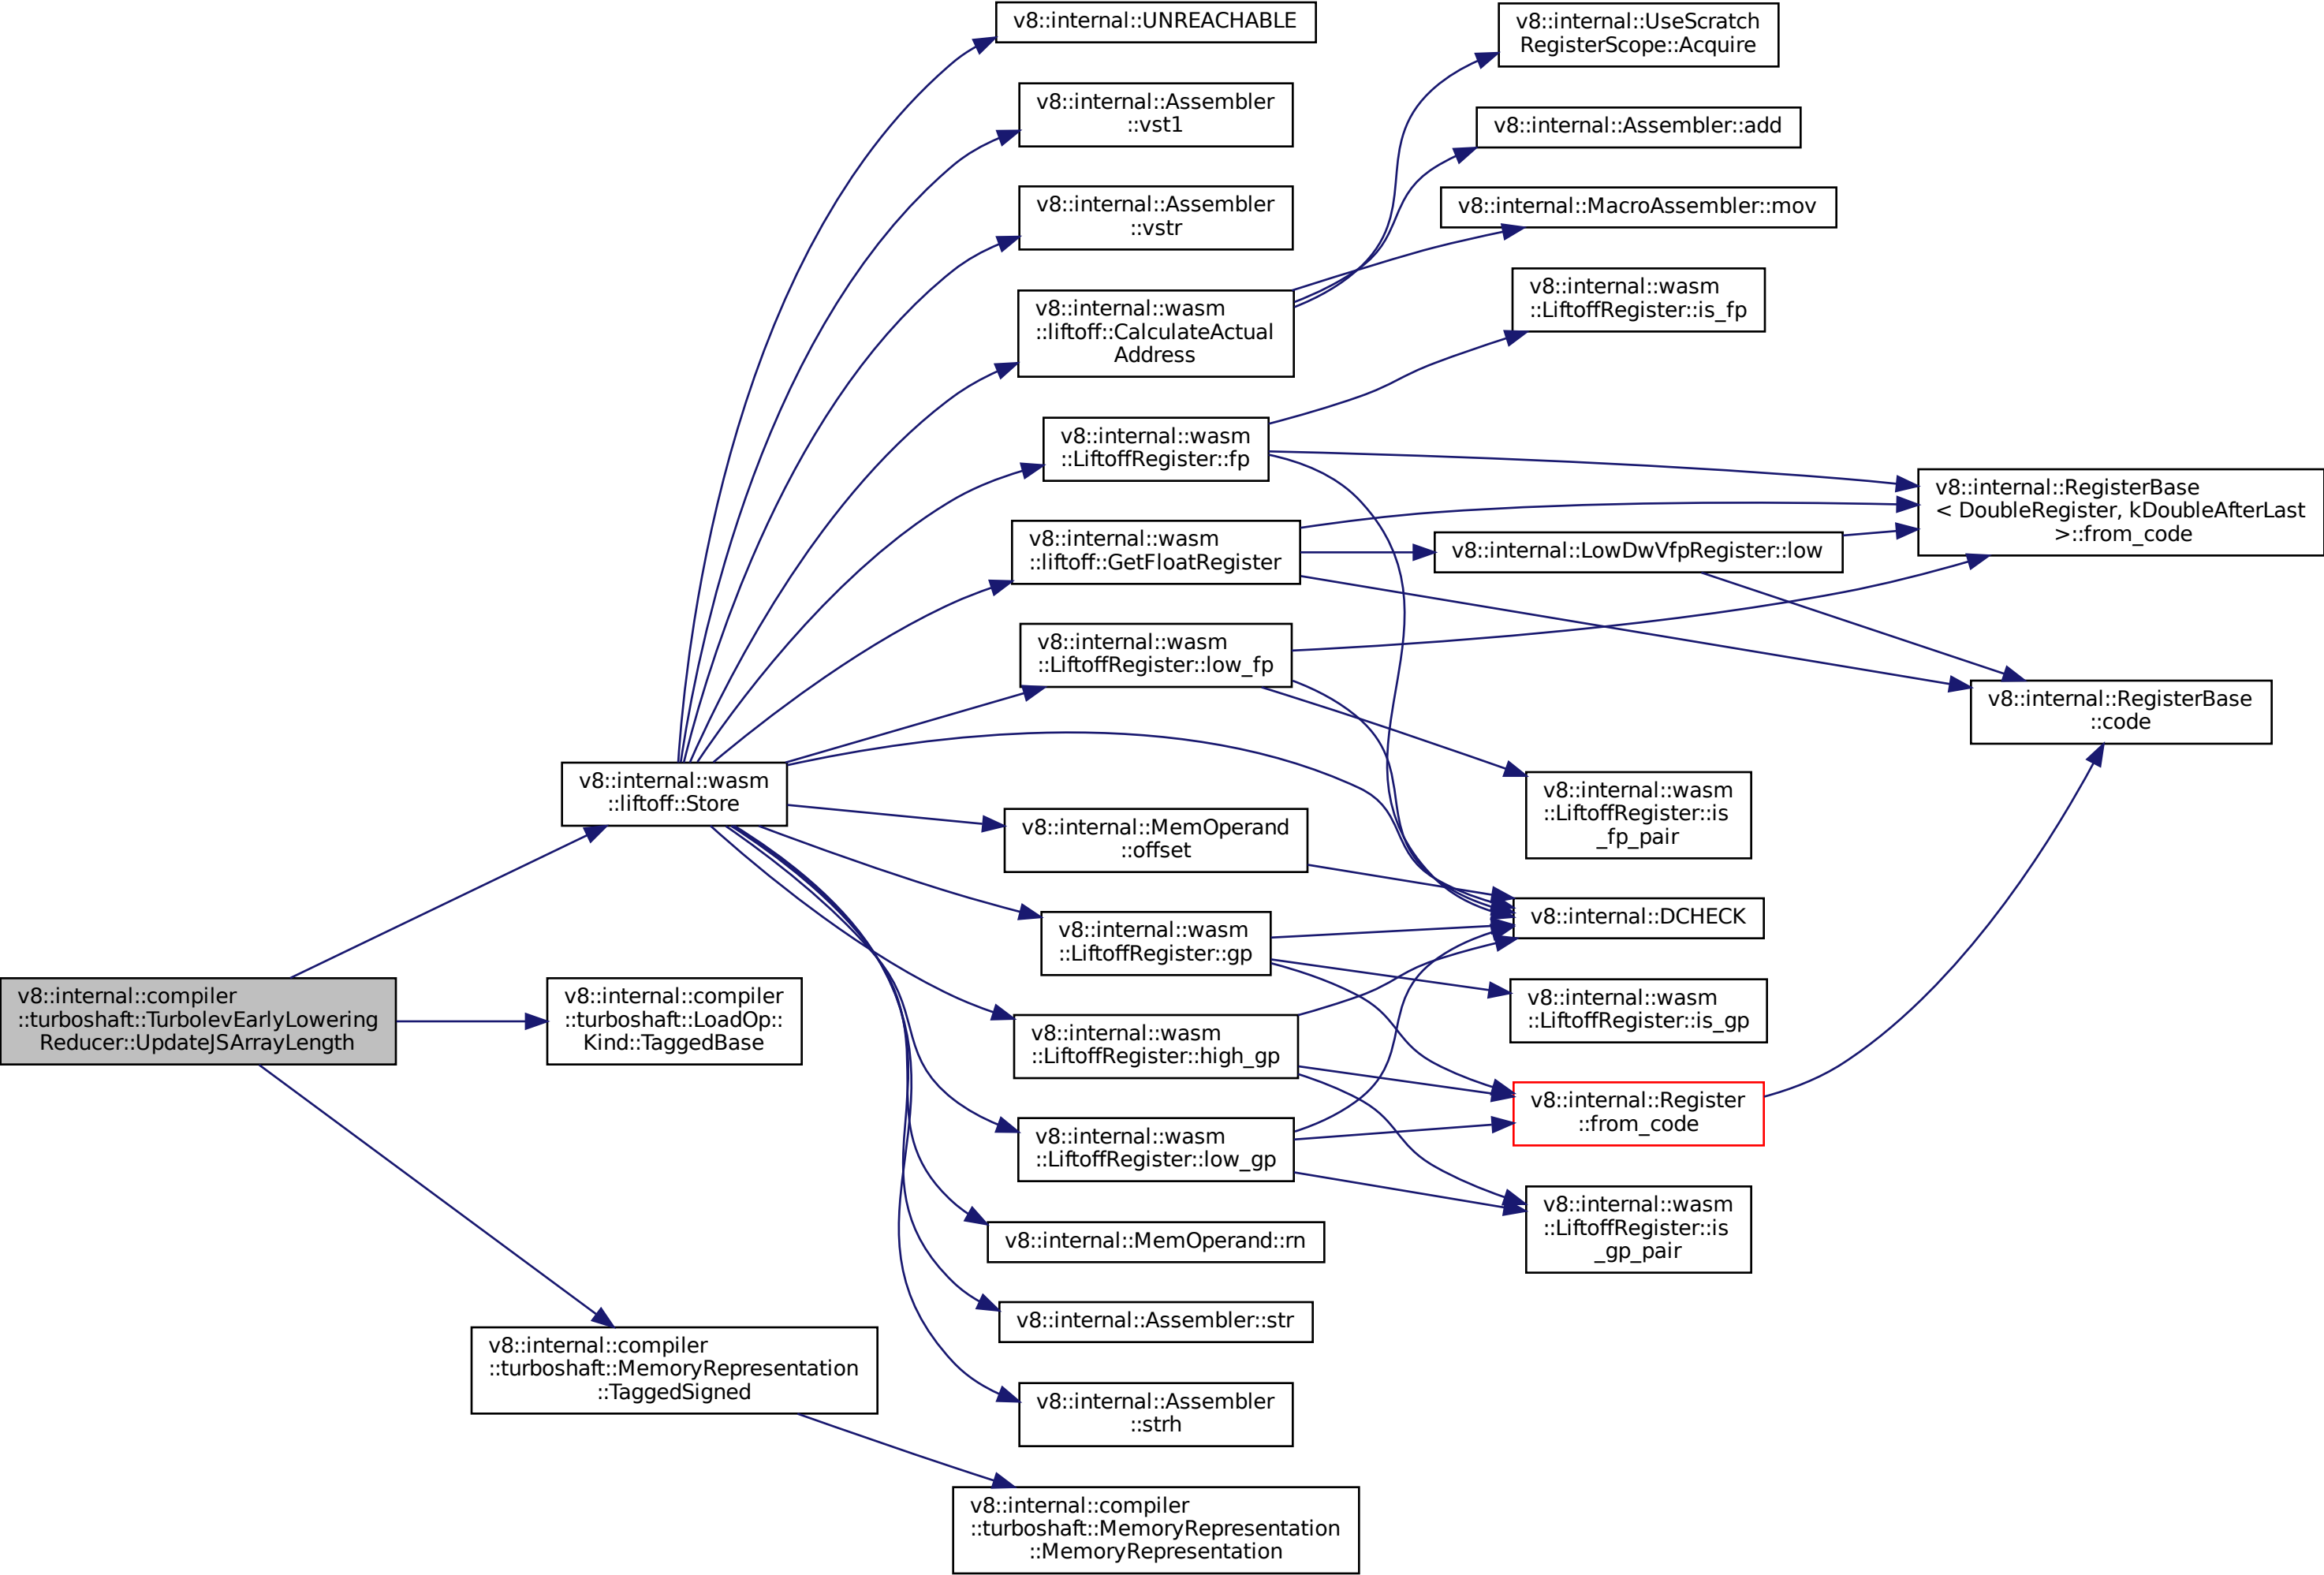 v8::internal::compiler
::turboshaft::TurbolevEarlyLowering
Reducer::UpdateJSArrayLength
v8::internal::wasm
::liftoff::Store
v8::internal::compiler
::turboshaft::LoadOp::
Kind::TaggedBase
v8::internal::compiler
::turboshaft::MemoryRepresentation
::TaggedSigned
v8::internal::UNREACHABLE
v8::internal::Assembler
::vst1
v8::internal::Assembler
::vstr
v8::internal::wasm
::liftoff::CalculateActual
Address
v8::internal::wasm
::LiftoffRegister::fp
v8::internal::wasm
::liftoff::GetFloatRegister
v8::internal::wasm
::LiftoffRegister::low_fp
v8::internal::MemOperand
::offset
v8::internal::wasm
::LiftoffRegister::gp
v8::internal::wasm
::LiftoffRegister::high_gp
v8::internal::wasm
::LiftoffRegister::low_gp
v8::internal::MemOperand::rn
v8::internal::Assembler::str
v8::internal::Assembler
::strh
v8::internal::compiler
::turboshaft::MemoryRepresentation
::MemoryRepresentation
v8::internal::UseScratch
RegisterScope::Acquire
v8::internal::Assembler::add
v8::internal::MacroAssembler::mov
v8::internal::wasm
::LiftoffRegister::is_fp
v8::internal::LowDwVfpRegister::low
v8::internal::wasm
::LiftoffRegister::is
_fp_pair
v8::internal::DCHECK
v8::internal::wasm
::LiftoffRegister::is_gp
v8::internal::Register
::from_code
v8::internal::wasm
::LiftoffRegister::is
_gp_pair
v8::internal::RegisterBase
< DoubleRegister, kDoubleAfterLast
>::from_code
v8::internal::RegisterBase
::code